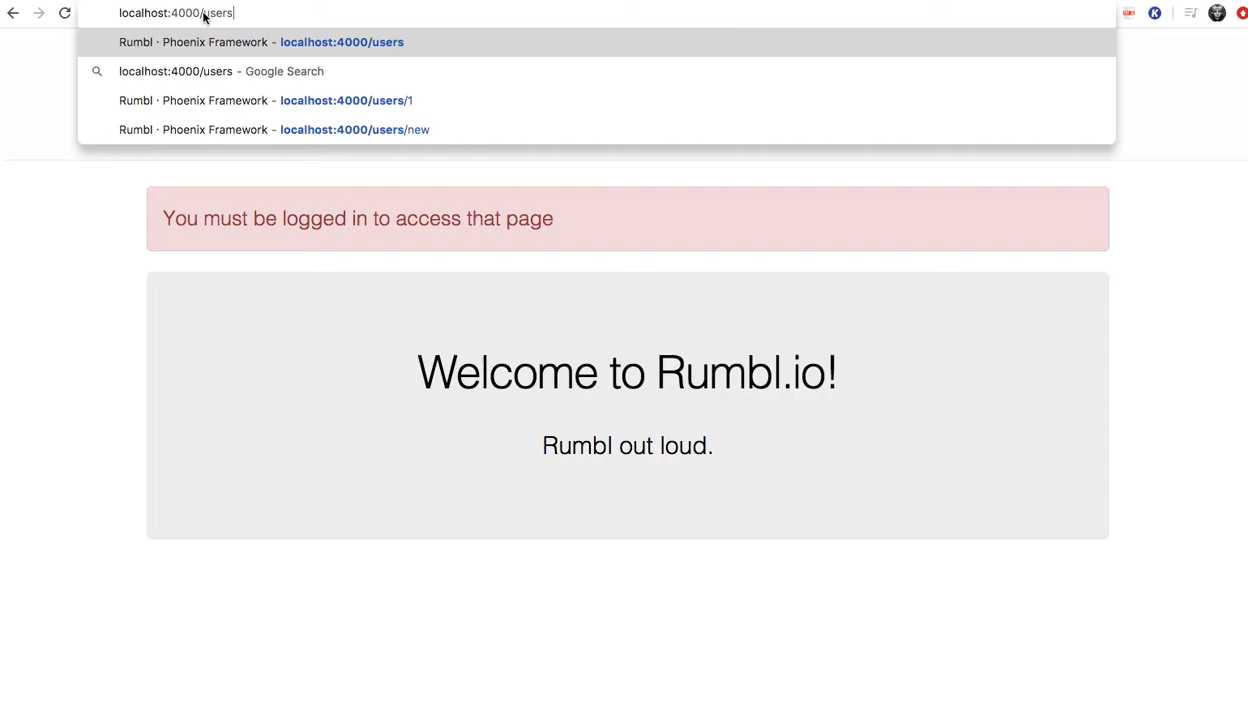 localhost:4000/users
Rumbl · Phoenix Framework - localhost:4000/users
localhost:4000/users - Google Search
Rumbl · Phoenix Framework - localhost:4000/users/1
Rumbl · Phoenix Framework - localhost:4000/users/new
You must be logged in to access that page
Welcome to Rumbl.io!
Rumbl out loud.